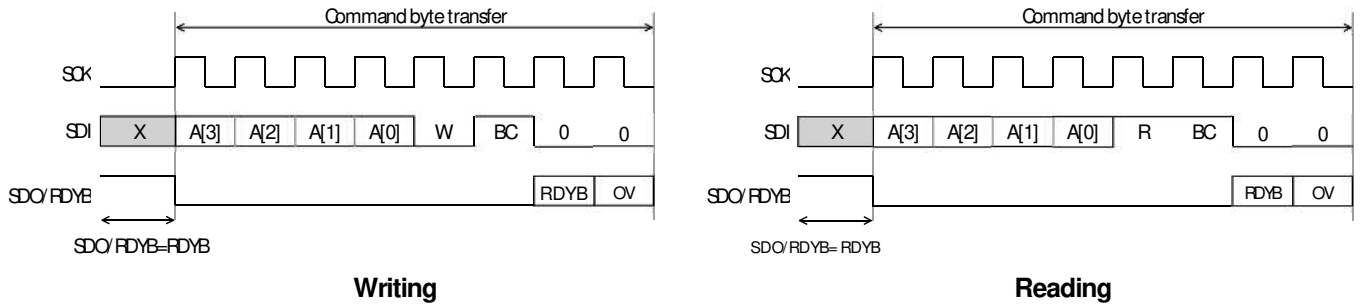 Command byte transfer
SCK
SDI X A[3] A[2] A[1] A[0] W BC 0 0
SDO/RDYB RDYB OV
SDO/RDYB=RDYB
Writing
Command byte transfer
SCK
SDI X A[3] A[2] A[1] A[0] R BC 0 0
SDO/RDYB RDYB OV
SDO/RDYB= RDYB
Reading